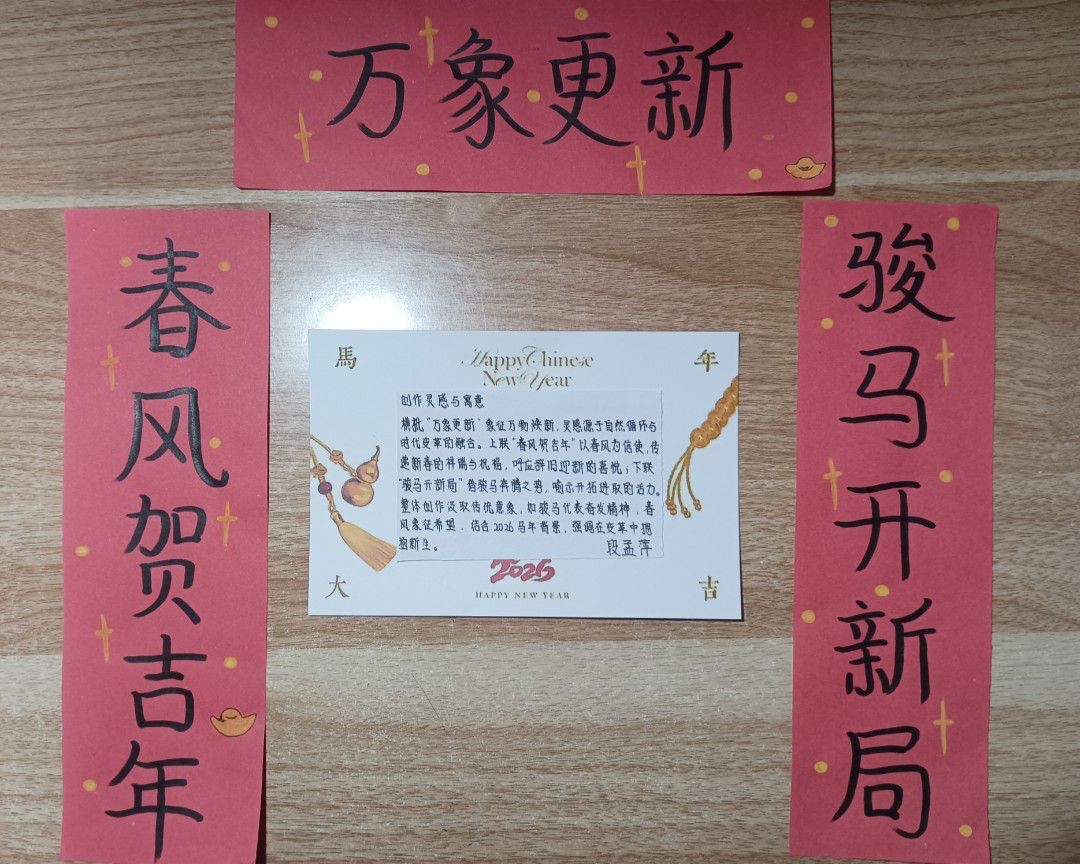 万象更新
春风贺吉年
骏马开新局
馬 年
Happy Chinese
New Year
创作灵感与寓意
横批“万象更新”象征万物焕新，灵感源于自然循环与
时代变革的融合。上联“春风贺吉年”以春风为信使，传
递新春的祥瑞与祝福，呼应辞旧迎新的喜悦；下联
“骏马开新局”借骏马奔腾之势，喻示开拓进取的活力。
整体创作汲取传统意象，如骏马代表奋发精神，春
风象征希望，结合2026马年背景，强调在变革中拥
抱新生。 段孟萍
2026
HAPPY NEW YEAR
大 吉